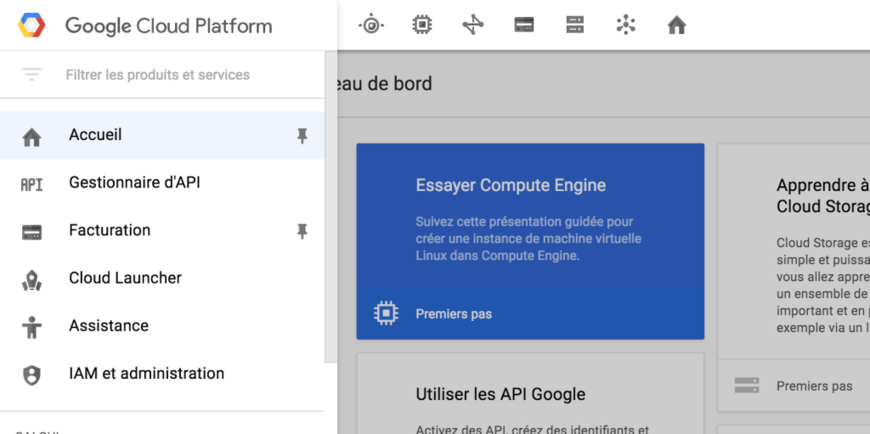 Google Cloud Platform
Filtrer les produits et services
Accueil
API
Gestionnaire d'API
Facturation
Cloud Launcher
Assistance
IAM et administration
eau de bord
Essayer Compute Engine
Suivez cette présentation guidée pour
créer une instance de machine virtuelle
Linux dans Compute Engine.
Premiers pas
Utiliser les API Google
Activez des API, créez des identifiants et
Apprendre à
Cloud Storag
Cloud Storage es
simple et puissa
vous allez appre
un ensemble de
important et en p
exemple via un l
Premiers pas